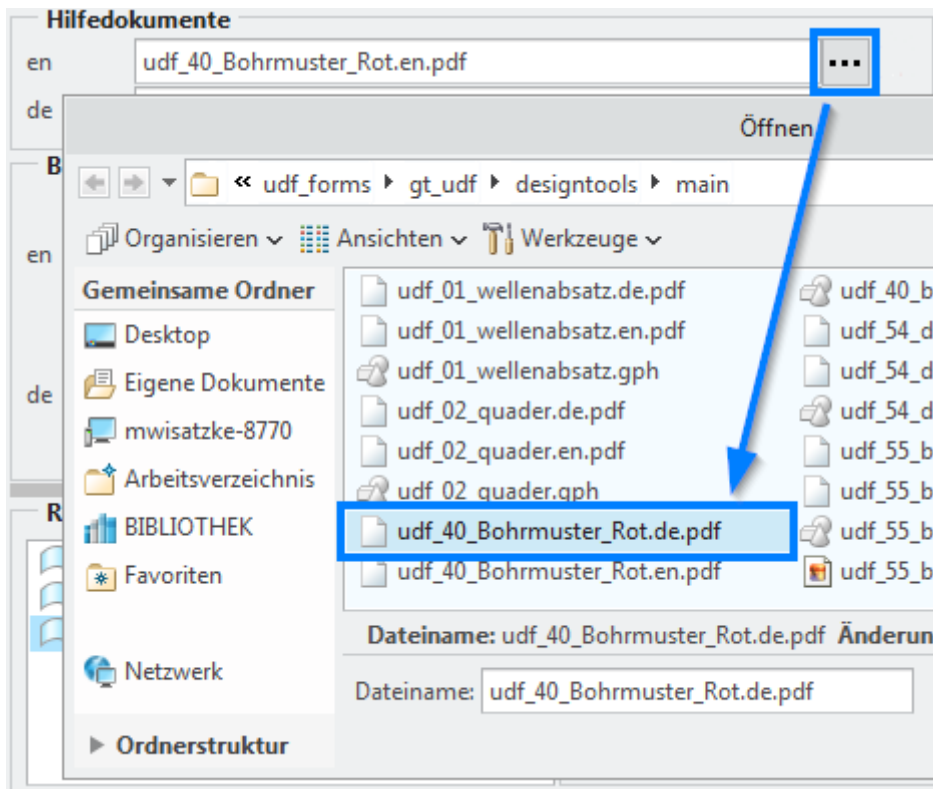 Hilfedokumente
en udf_40_Bohrmuster_Rot.en.pdf ...
de
Öffnen
B
« udf_forms gt_udf designtools main
Organisieren Ansichten Werkzeuge
en
Gemeinsame Ordner
Desktop
Eigene Dokumente
de
mwisatzke-8770
Arbeitsverzeichnis
R
BIBLIOTHEK
Favoriten
Netzwerk
Ordnerstruktur
udf_01_wellenabsatz.de.pdf
udf_01_wellenabsatz.en.pdf
udf_01_wellenabsatz.gph
udf_02_quader.de.pdf
udf_02_quader.en.pdf
udf_02_quader.gph
udf_40_Bohrmuster_Rot.de.pdf
udf_40_Bohrmuster_Rot.en.pdf
udf_40_b
udf_54_d
udf_54_d
udf_54_d
udf_55_b
udf_55_b
udf_55_b
udf_55_b
Dateiname: udf_40_Bohrmuster_Rot.de.pdf Änderun
Dateiname: udf_40_Bohrmuster_Rot.de.pdf